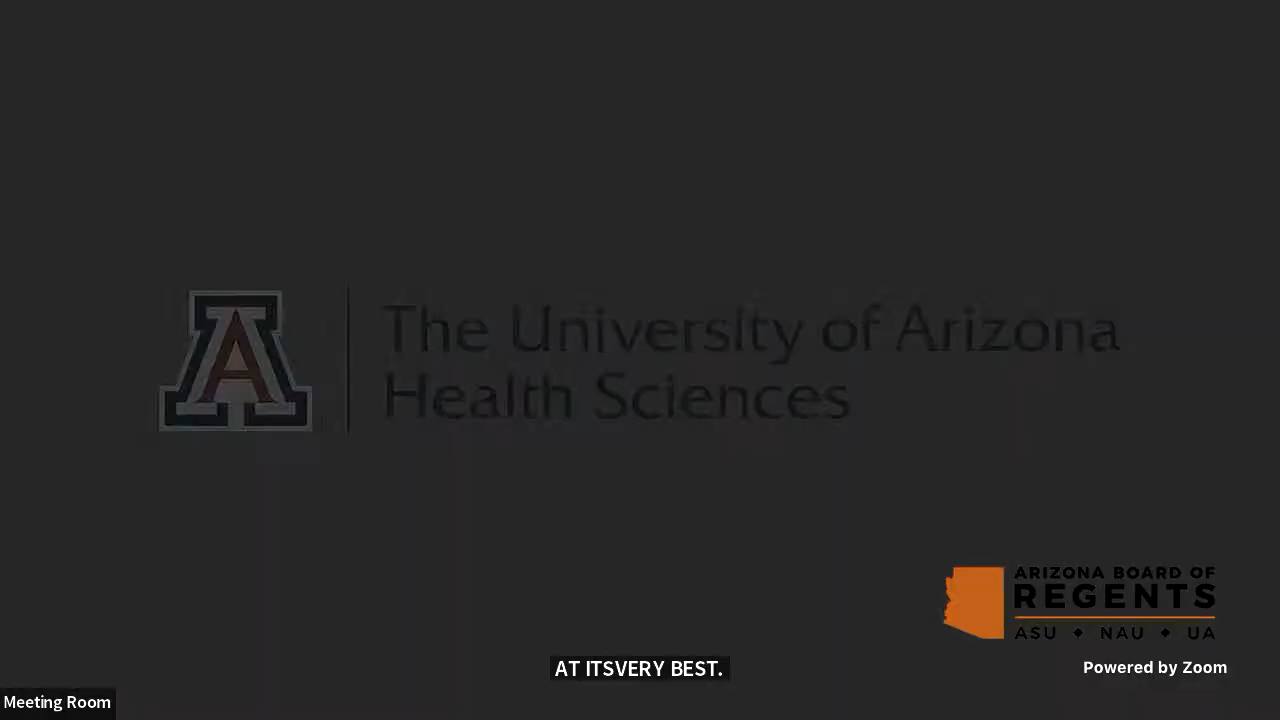 A
The University of Arizona
Health Sciences
ARIZONA BOARD OF
REGENTS
ASU ◆ NAU ◆ UA
AT ITSVERY BEST.
Powered by Zoom
Meeting Room